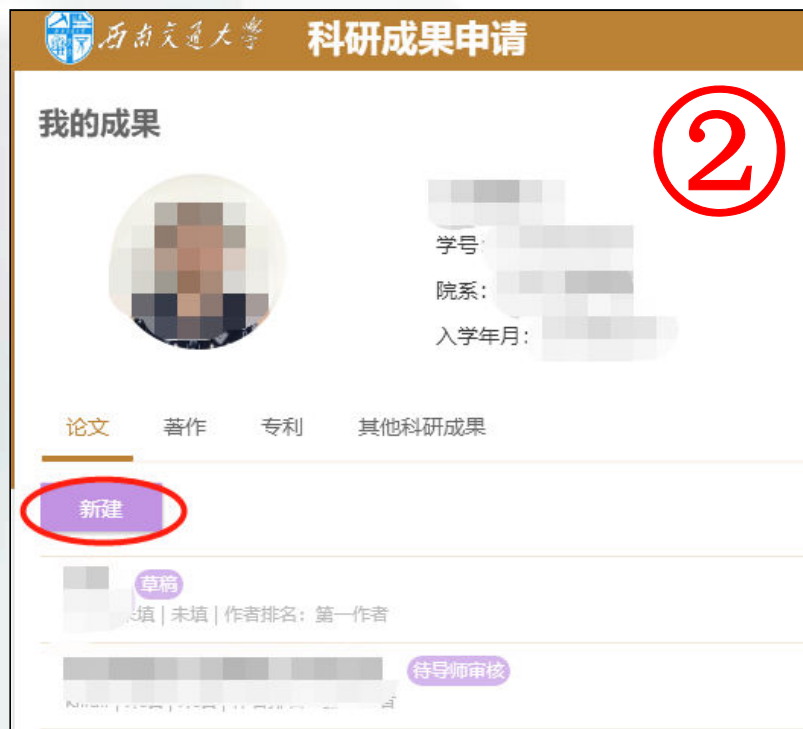 西南交通大学 科研成果申请
我的成果
②
学号:
院系:
入学年月:
论文 著作 专利 其他科研成果
新建
草稿
未填 | 未填 | 作者排名: 第一作者
待导师审核